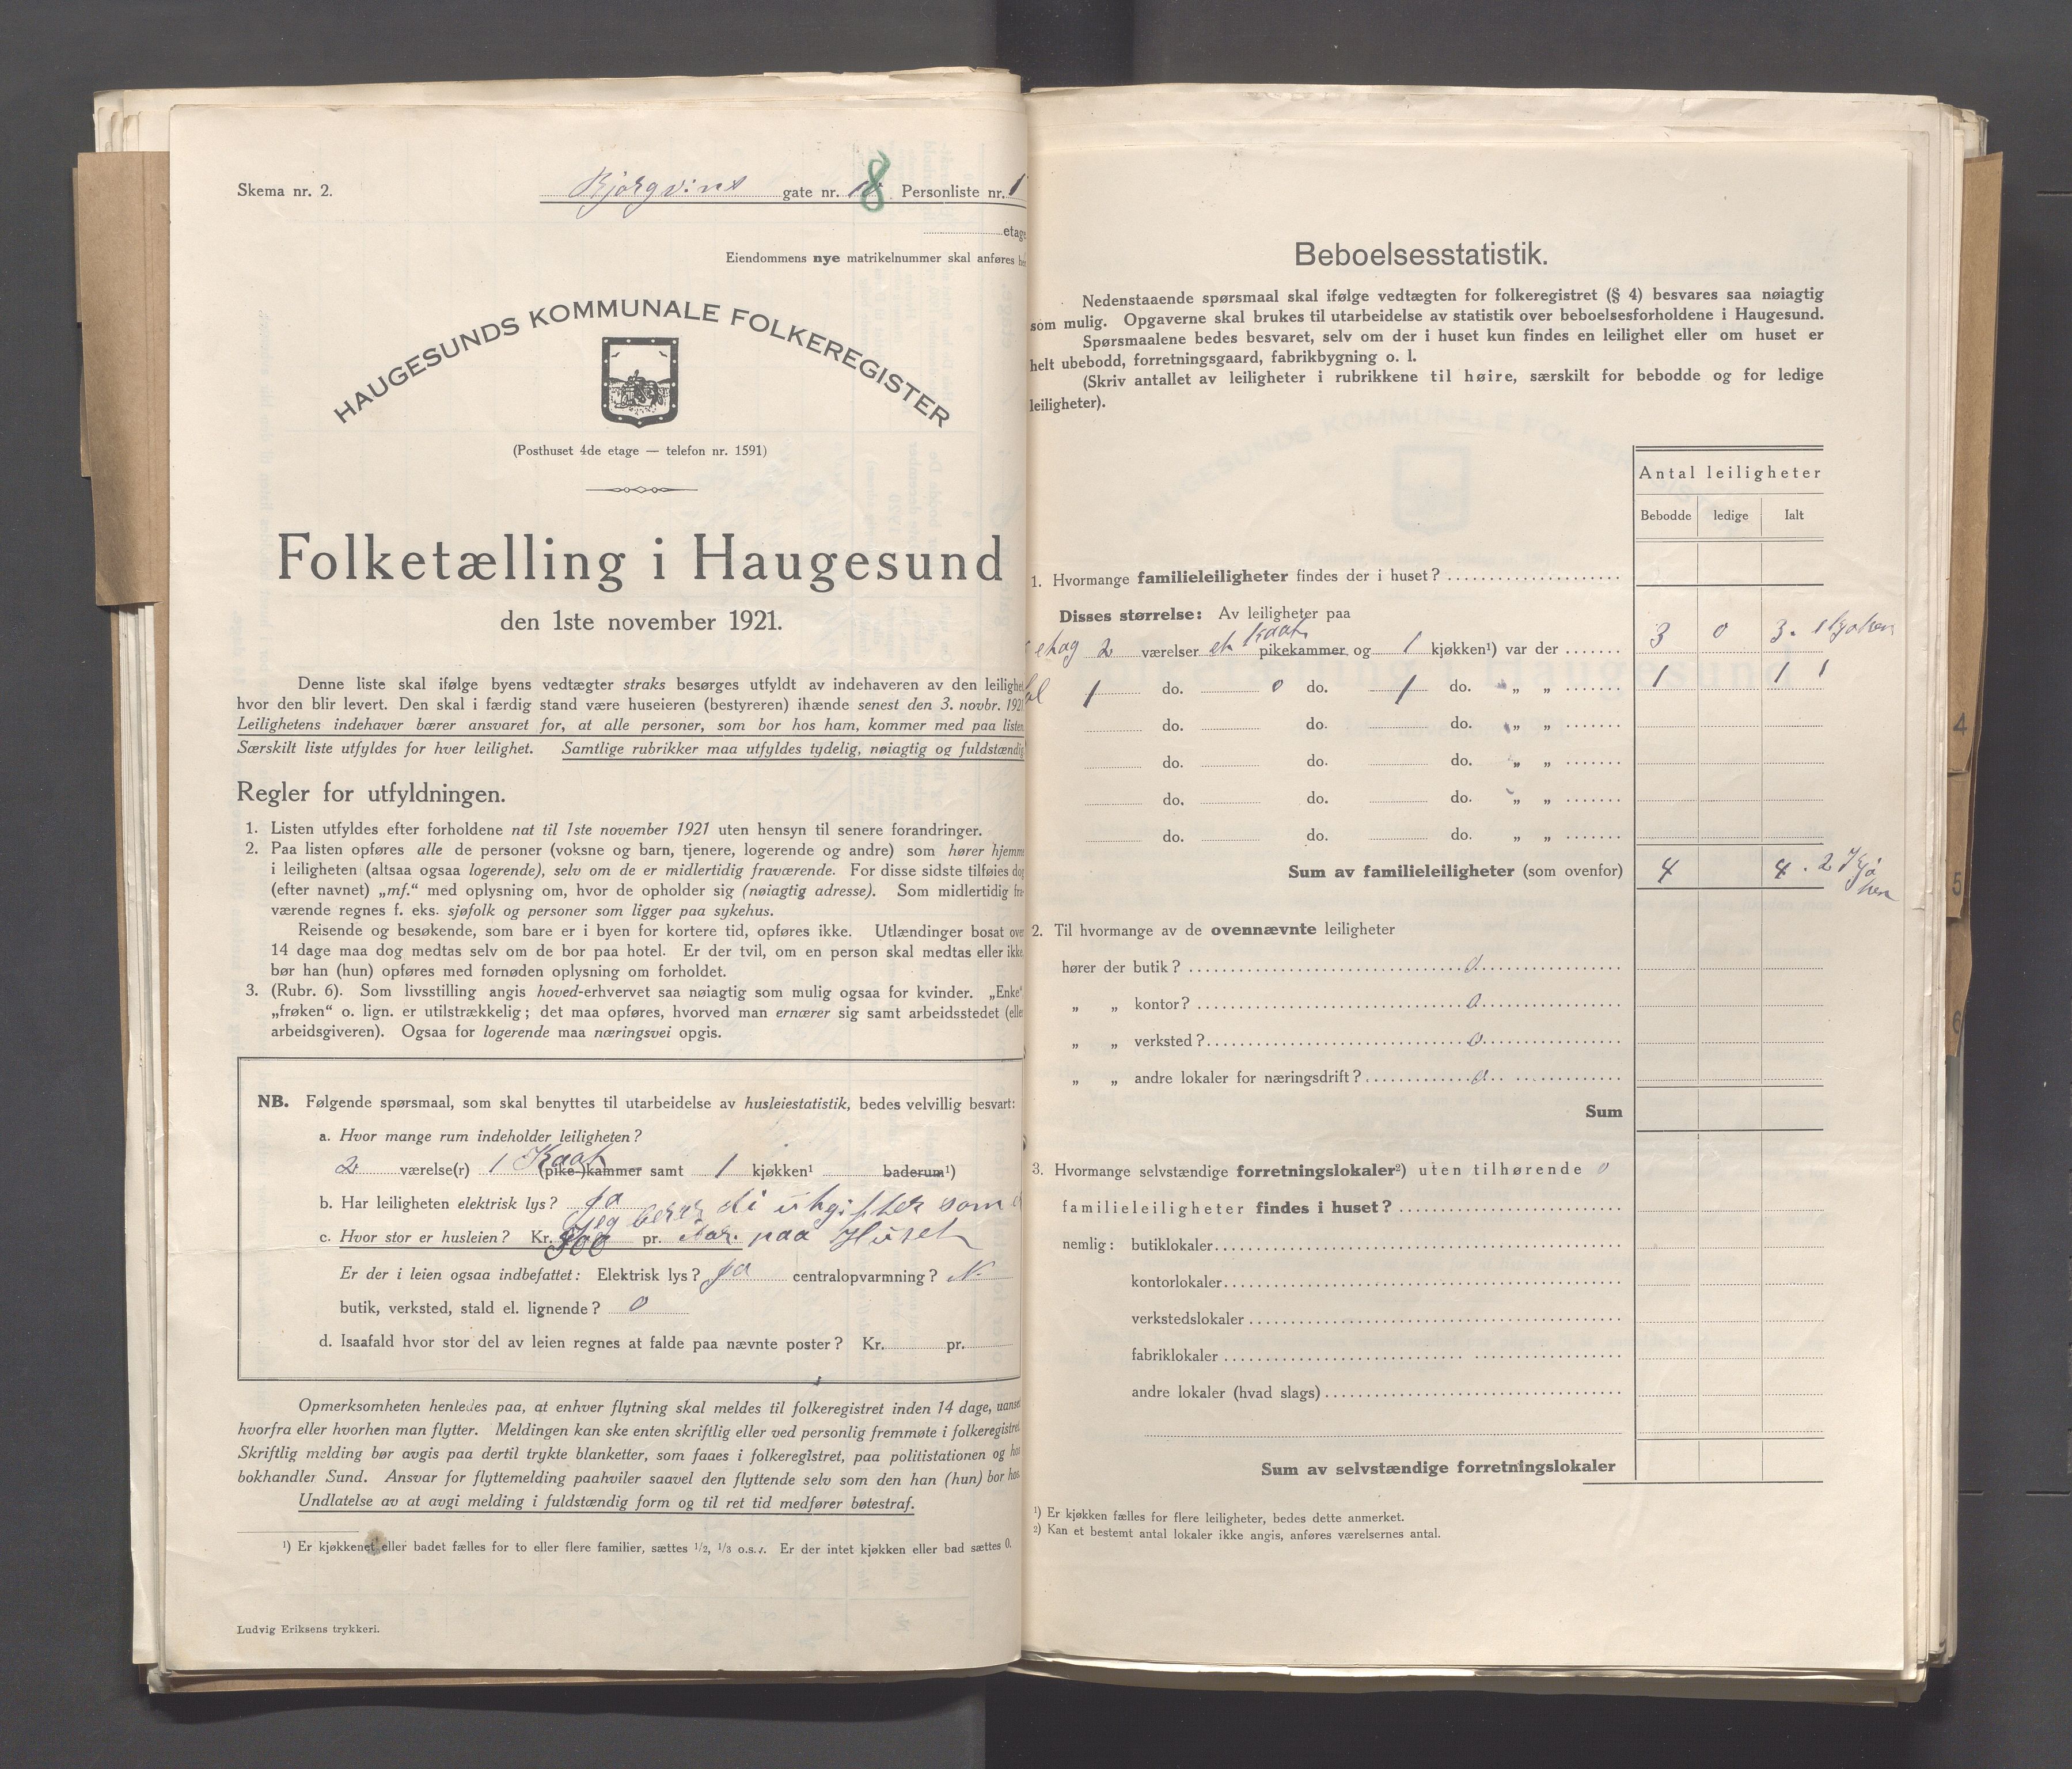 Skema nr. 2.
Bjørgvins gate nr. 8 Personliste nr. 1
etage
Eiendommens nye matrikelnummer skal anføres her
HAUGESUNDS KOMMUNALE FOLKEREGISTER
(Posthuset 4de etage — telefon nr. 1591)
Folketælling i Haugesund
den 1ste november 1921.
Denne liste skal ifølge byens vedtægter straks besørges utfyldt av indehaveren av den leilighet
hvor den blir levert. Den skal i færdig stand være huseieren (bestyreren) ihænde senest den 3. novbr. 1921
Leilighetens indehaver bærer ansvaret for, at alle personer, som bor hos ham, kommer med paa listen.
Særskilt liste utfyldes for hver leilighet. Samtlige rubrikker maa utfyldes tydelig, nøiagtig og fuldstændig
Regler for utfyldningen.
1. Listen utfyldes efter forholdene nat til 1ste november 1921 uten hensyn til senere forandringer.
2. Paa listen opføres alle de personer (voksne og barn, tjenere, logerende og andre) som hører hjemme
i leiligheten (altsaa ogsaa logerende), selv om de er midlertidig fraværende. For disse sidste tilføies dog
(efter navnet) „mf.“ med oplysning om, hvor de opholder sig (nøiagtig adresse). Som midlertidig fra-
værende regnes f. eks. sjøfolk og personer som ligger paa sykehus.
Reisende og besøkende, som bare er i byen for kortere tid, opføres ikke. Utlændinger bosat over
14 dage maa dog medtas selv om de bor paa hotel. Er der tvil, om en person skal medtas eller ikke,
bør han (hun) opføres med fornøden oplysning om forholdet.
3. (Rubr. 6). Som livsstilling angis hoved-erhvervet saa nøiagtig som mulig ogsaa for kvinder. „Enke“,
„frøken“ o. lign. er utilstrækkelig; det maa opføres, hvorved man ernærer sig samt arbeidsstedet (eller
arbeidsgiveren). Ogsaa for logerende maa næringsvei opgis.
NB. Følgende spørsmaal, som skal benyttes til utarbeidelse av husleiestatistik, bedes velvillig besvart:
a. Hvor mange rum indeholder leiligheten?
2 værelse(r) 1 (pike-)kammer samt 1 kjøkken¹ baderum¹)
b. Har leiligheten elektrisk lys? Ja
Jeg berer di utgifter som er
c. Hvor stor er husleien? Kr. 300 pr. Aar. paa Huset
Er der i leien ogsaa indbefattet: Elektrisk lys? Ja centralopvarmning? N.
butik, verksted, stald el. lignende? 0
d. Isaafald hvor stor del av leien regnes at falde paa nævnte poster? Kr. pr.
Opmerksomheten henledes paa, at enhver flytning skal meldes til folkeregistret inden 14 dage, uanset
hvorfra eller hvorhen man flytter. Meldingen kan ske enten skriftlig eller ved personlig fremmøte i folkeregistret
Skriftlig melding bør avgis paa dertil trykte blanketter, som faaes i folkeregistret, paa politistationen og hos
bokhandler Sund. Ansvar for flyttemelding paahviler saavel den flyttende selv som den han (hun) bor hos.
Undlatelse av at avgi melding i fuldstændig form og til ret tid medfører bøtestraf.
¹) Er kjøkkenet eller badet fælles for to eller flere familier, sættes 1/2, 1/3 o.s.v. Er der intet kjøkken eller bad sættes 0.
Ludvig Eriksens trykkeri.
Beboelsesstatistik.
Nedenstaaende spørsmaal skal ifølge vedtægten for folkeregistret (§ 4) besvares saa nøiagtig
som mulig. Opgaverne skal brukes til utarbeidelse av statistik over beboelsesforholdene i Haugesund.
Spørsmaalene bedes besvaret, selv om der i huset kun findes en leilighet eller om huset er
helt ubebodd, forretningsgaard, fabrikbygning o. l.
(Skriv antallet av leiligheter i rubrikkene til høire, særskilt for bebodde og for ledige
leiligheter).
Antal leiligheter
Bebodde ledige Ialt
1. Hvormange familieleiligheter findes der i huset?
Disses størrelse: Av leiligheter paa
etag 2 værelser et pikekammer og 1 kjøkken¹) var der 3 0 3. 1 kjøken
1 do. 0 do. 1 do. „ „ 1 1 1
do. do. do. „ „
do. do. do. „ „
do. do. do. „ „
do. do. do. „ „
Sum av familieleiligheter (som ovenfor) 4 4. 2 Kjø
ken
2. Til hvormange av de ovennævnte leiligheter
hører der butik? 0
„ „ kontor? 0
„ „ verksted? 0
„ „ andre lokaler for næringsdrift? 0
Sum
3. Hvormange selvstændige forretningslokaler²) uten tilhørende 0
familieleiligheter findes i huset?
nemlig: butiklokaler
kontorlokaler
verkstedslokaler
fabriklokaler
andre lokaler (hvad slags)
Sum av selvstændige forretningslokaler
¹) Er kjøkken fælles for flere leiligheter, bedes dette anmerket.
²) Kan et bestemt antal lokaler ikke angis, anføres værelsernes antal.
4
5
6